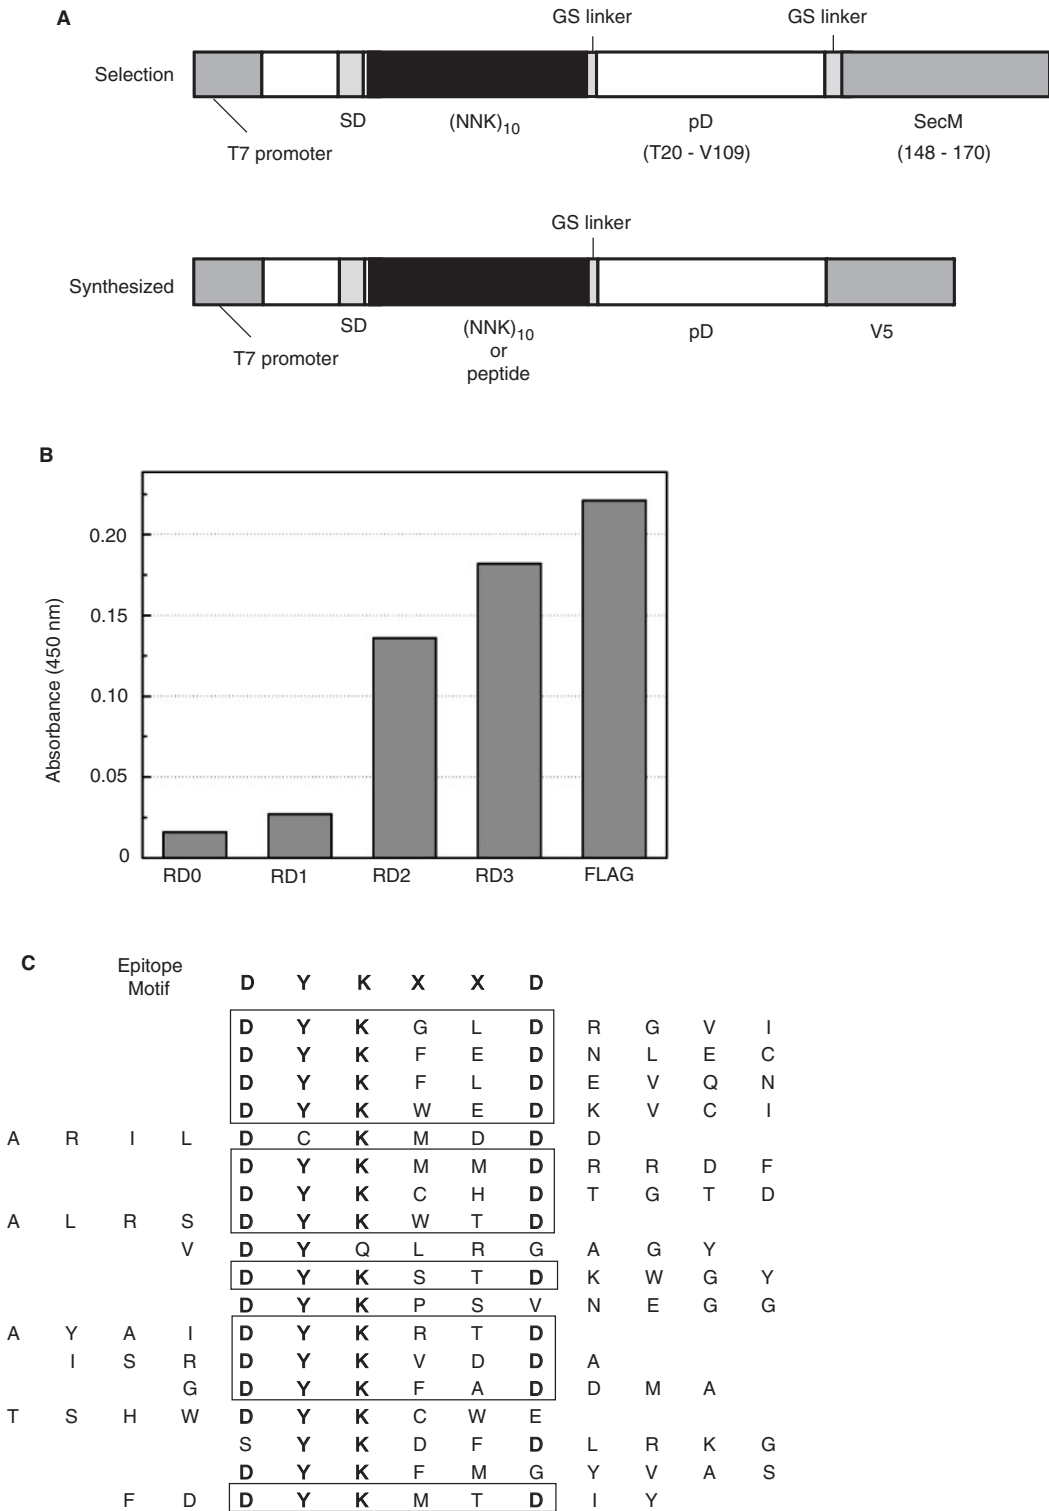 A
GS linker GS linker
Selection
SD (NNK)10 pD SecM
T7 promoter (T20 - V109) (148 - 170)
GS linker
Synthesized
SD (NNK)10 pD V5
T7 promoter or
peptide
B
Absorbance (450 nm)
0.20
0.15
0.10
0.05
0
RD0 RD1 RD2 RD3 FLAG
C
Epitope
Motif D Y K X X D
D Y K G L D R G V I
D Y K F E D N L E C
D Y K F L D E V Q N
D Y K W E D K V C I
A R I L D C K M D D D
D Y K M M D R R D F
D Y K C H D T G T D
A L R S D Y K W T D
V D Y Q L R G A G Y
D Y K S T D K W G Y
D Y K P S V N E G G
A Y A I D Y K R T D
I S R D Y K V D D A
G D Y K F A D D M A
T S H W D Y K C W E
S Y K D F D L R K G
D Y K F M G Y V A S
F D D Y K M T D I Y